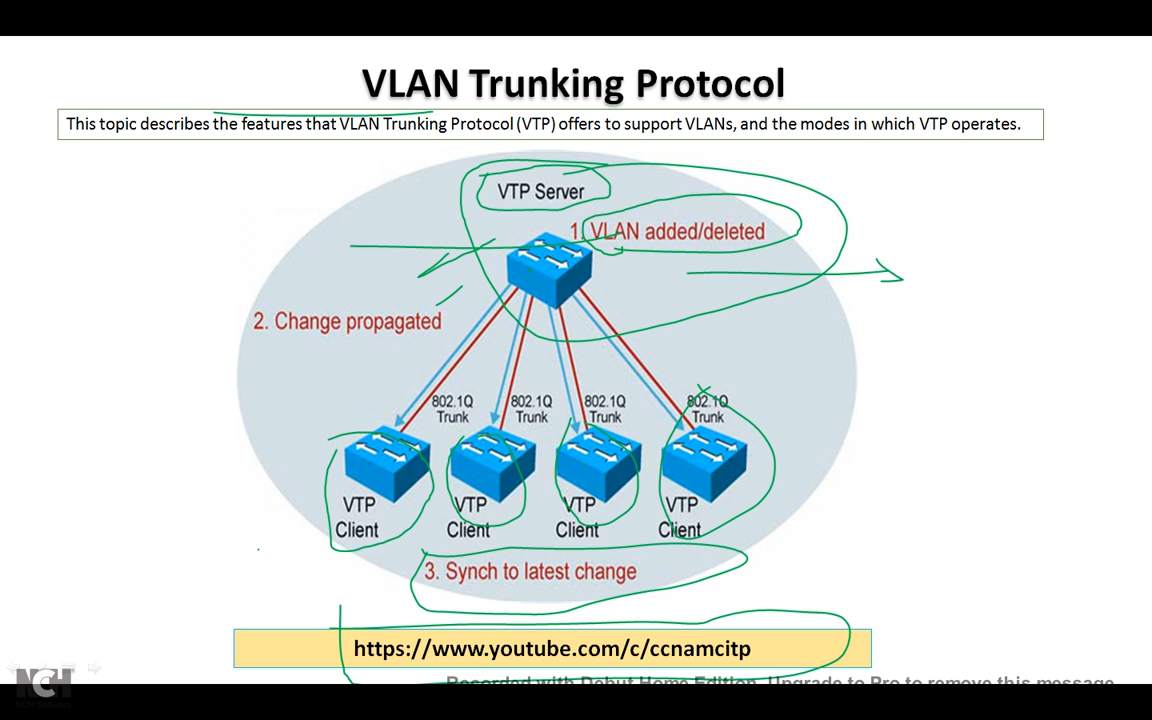 VLAN Trunking Protocol
This topic describes the features that VLAN Trunking Protocol (VTP) offers to support VLANs, and the modes in which VTP operates.
VTP Server
1. VLAN added/deleted
2. Change propagated
802.1Q
Trunk
802.1Q
Trunk
802.1Q
Trunk
802.1Q
Trunk
VTP
Client
VTP
Client
VTP
Client
VTP
Client
3. Synch to latest change
https://www.youtube.com/c/ccnamcitp
Recorded with Debut Home Edition. Upgrade to Pro to remove this message
NCH
NCH Software